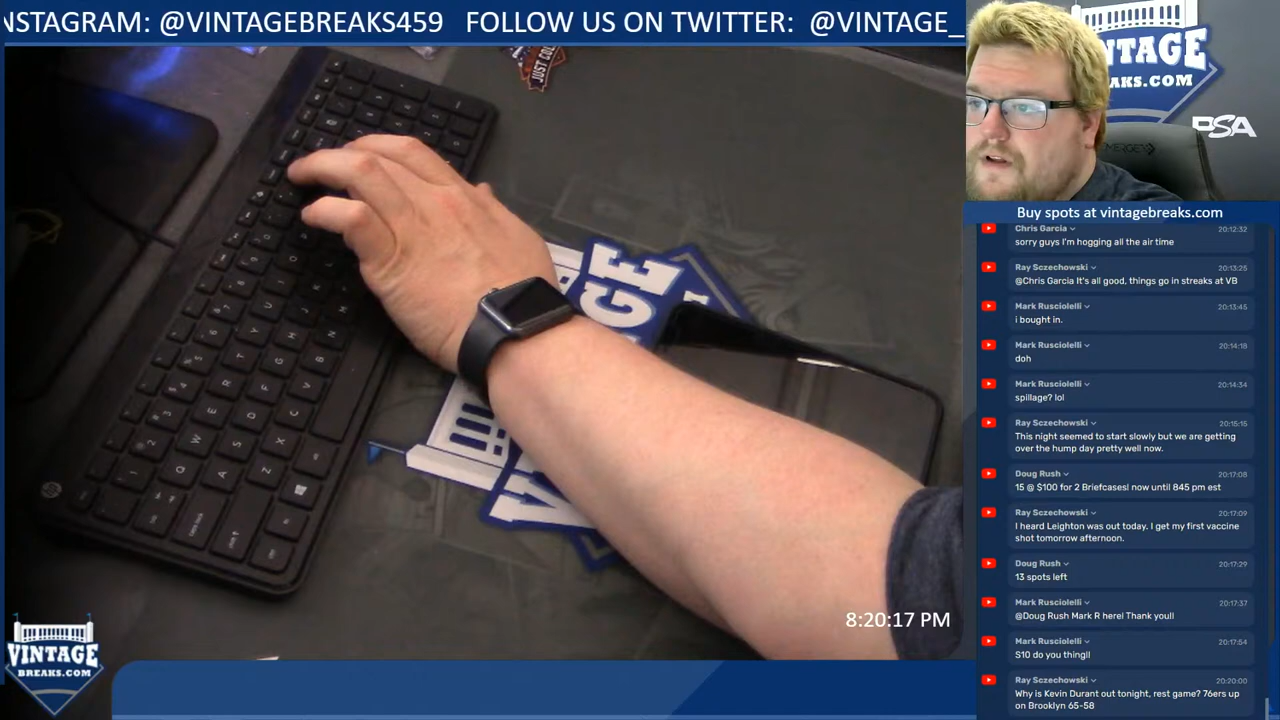 NSTAGRAM: @VINTAGEBREAKS459 FOLLOW US ON TWITTER: @VINTAGE_
JUST COL
VINTAGE
BREAKS.COM
PSA
Buy spots at vintagebreaks.com
Chris Garcia 20:12:32
sorry guys I'm hogging all the air time
Ray Sczechowski 20:13:25
@Chris Garcia It's all good, things go in streaks at VB
Mark Rusciolelli 20:13:45
i bought in.
Mark Rusciolelli 20:14:18
doh
Mark Rusciolelli 20:14:34
spillage? lol
Ray Sczechowski 20:15:15
This night seemed to start slowly but we are getting
over the hump day pretty well now.
Doug Rush 20:17:08
15 @ $100 for 2 Briefcases! now until 845 pm est
Ray Sczechowski 20:17:09
I heard Leighton was out today. I get my first vaccine
shot tomorrow afternoon.
Doug Rush 20:17:29
13 spots left
Mark Rusciolelli 20:17:37
@Doug Rush Mark R here! Thank you!!
Mark Rusciolelli 20:17:54
S10 do you thing!!
Ray Sczechowski 20:20:00
Why is Kevin Durant out tonight, rest game? 76ers up
on Brooklyn 65-58
8:20:17 PM
VINTAGE
BREAKS.COM